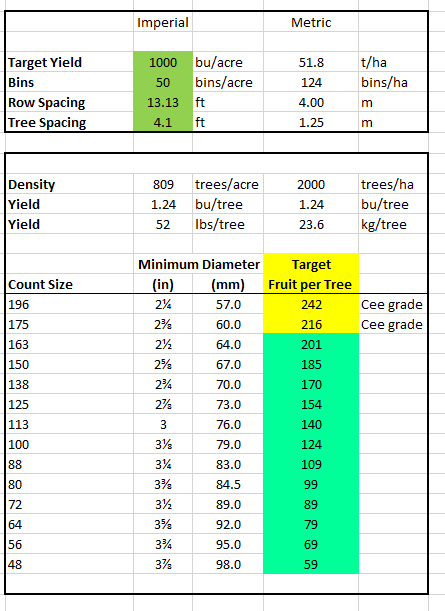 Imperial Metric
Target Yield 1000 bu/acre 51.8 t/ha
Bins 50 bins/acre 124 bins/ha
Row Spacing 13.13 ft 4.00 m
Tree Spacing 4.1 ft 1.25 m
Density 809 trees/acre 2000 trees/ha
Yield 1.24 bu/tree 1.24 bu/tree
Yield 52 lbs/tree 23.6 kg/tree
Minimum Diameter Target
Count Size (in) (mm) Fruit per Tree
196 2¼ 57.0 242 Cee grade
175 2⅜ 60.0 216 Cee grade
163 2½ 64.0 201
150 2⅝ 67.0 185
138 2¾ 70.0 170
125 2⅞ 73.0 154
113 3 76.0 140
100 3⅛ 79.0 124
88 3¼ 83.0 109
80 3⅜ 84.5 99
72 3½ 89.0 89
64 3⅝ 92.0 79
56 3¾ 95.0 69
48 3⅞ 98.0 59